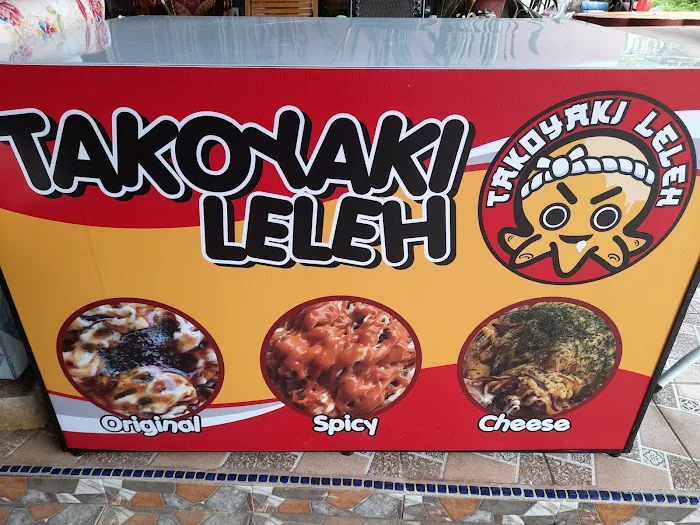 TAKOYAKI
LELEH
TAKOYAKI LELEH
Original
Spicy
Cheese